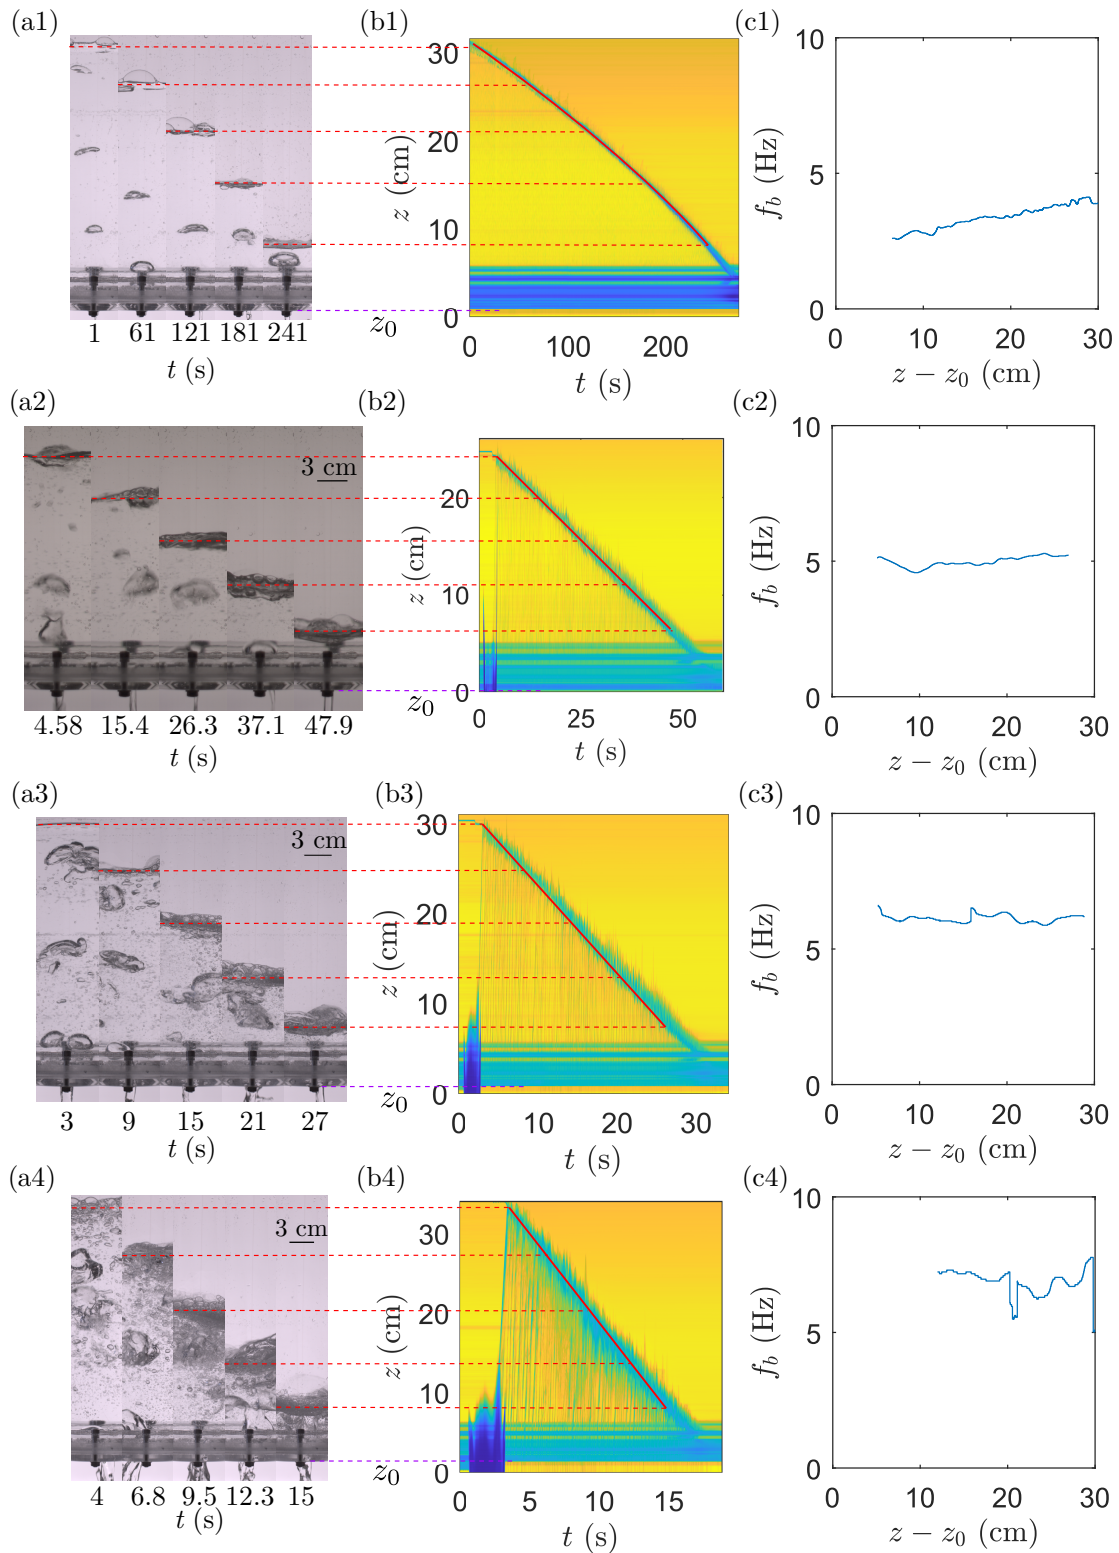 (a1) (b1) (c1)
30
20
10
0
z (cm)
z0
1 61 121 181 241
t (s)
0 100 200
t (s)
10
5
0
f_b (Hz)
0 10 20 30
z − z0 (cm)
(a2) (b2) (c2)
3 cm
20
10
0
z (cm)
z0
4.58 15.4 26.3 37.1 47.9
t (s)
0 25 50
t (s)
10
5
0
f_b (Hz)
0 10 20 30
z − z0 (cm)
(a3) (b3) (c3)
3 cm
30
20
10
0
z (cm)
z0
3 9 15 21 27
t (s)
0 10 20 30
t (s)
10
5
0
f_b (Hz)
0 10 20 30
z − z0 (cm)
(a4) (b4) (c4)
3 cm
30
20
10
0
z (cm)
z0
4 6.8 9.5 12.3 15
t (s)
0 5 10 15
t (s)
10
5
0
f_b (Hz)
0 10 20 30
z − z0 (cm)